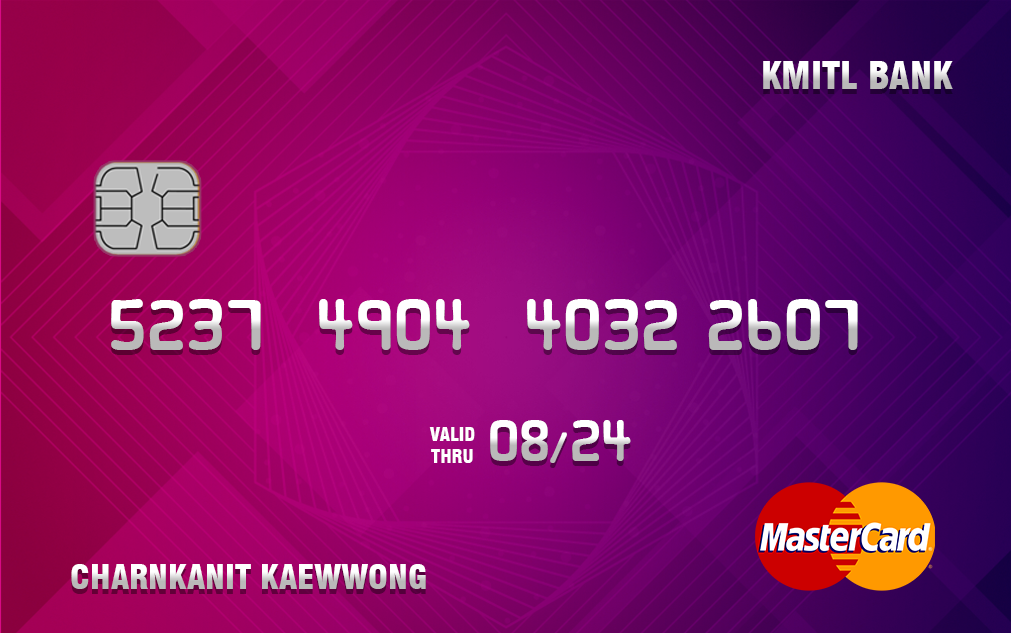 KMITL BANK
5237 4904 4032 2607
VALID THRU 08/24
MasterCard
CHARNKANIT KAEWWONG